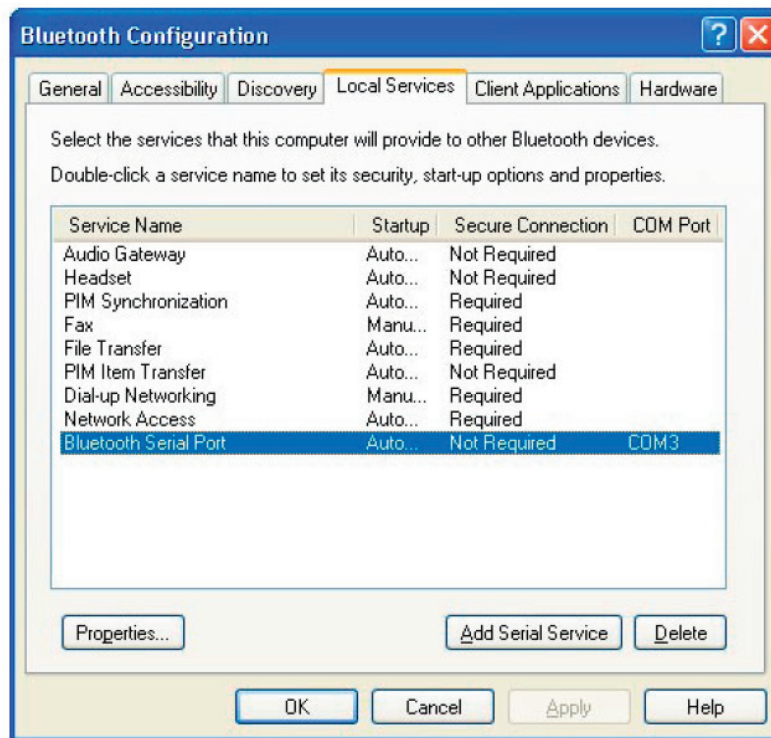 Bluetooth Configuration
General Accessibility Discovery Local Services Client Applications Hardware
Select the services that this computer will provide to other Bluetooth devices.
Double-click a service name to set its security, start-up options and properties.
Service Name Startup Secure Connection COM Port
Audio Gateway Auto... Not Required
Headset Auto... Not Required
PIM Synchronization Auto... Required
Fax Manu... Required
File Transfer Auto... Required
PIM Item Transfer Auto... Not Required
Dial-up Networking Manu... Required
Network Access Auto... Required
Bluetooth Serial Port Auto... Not Required COM3
Properties... Add Serial Service Delete
OK Cancel Apply Help